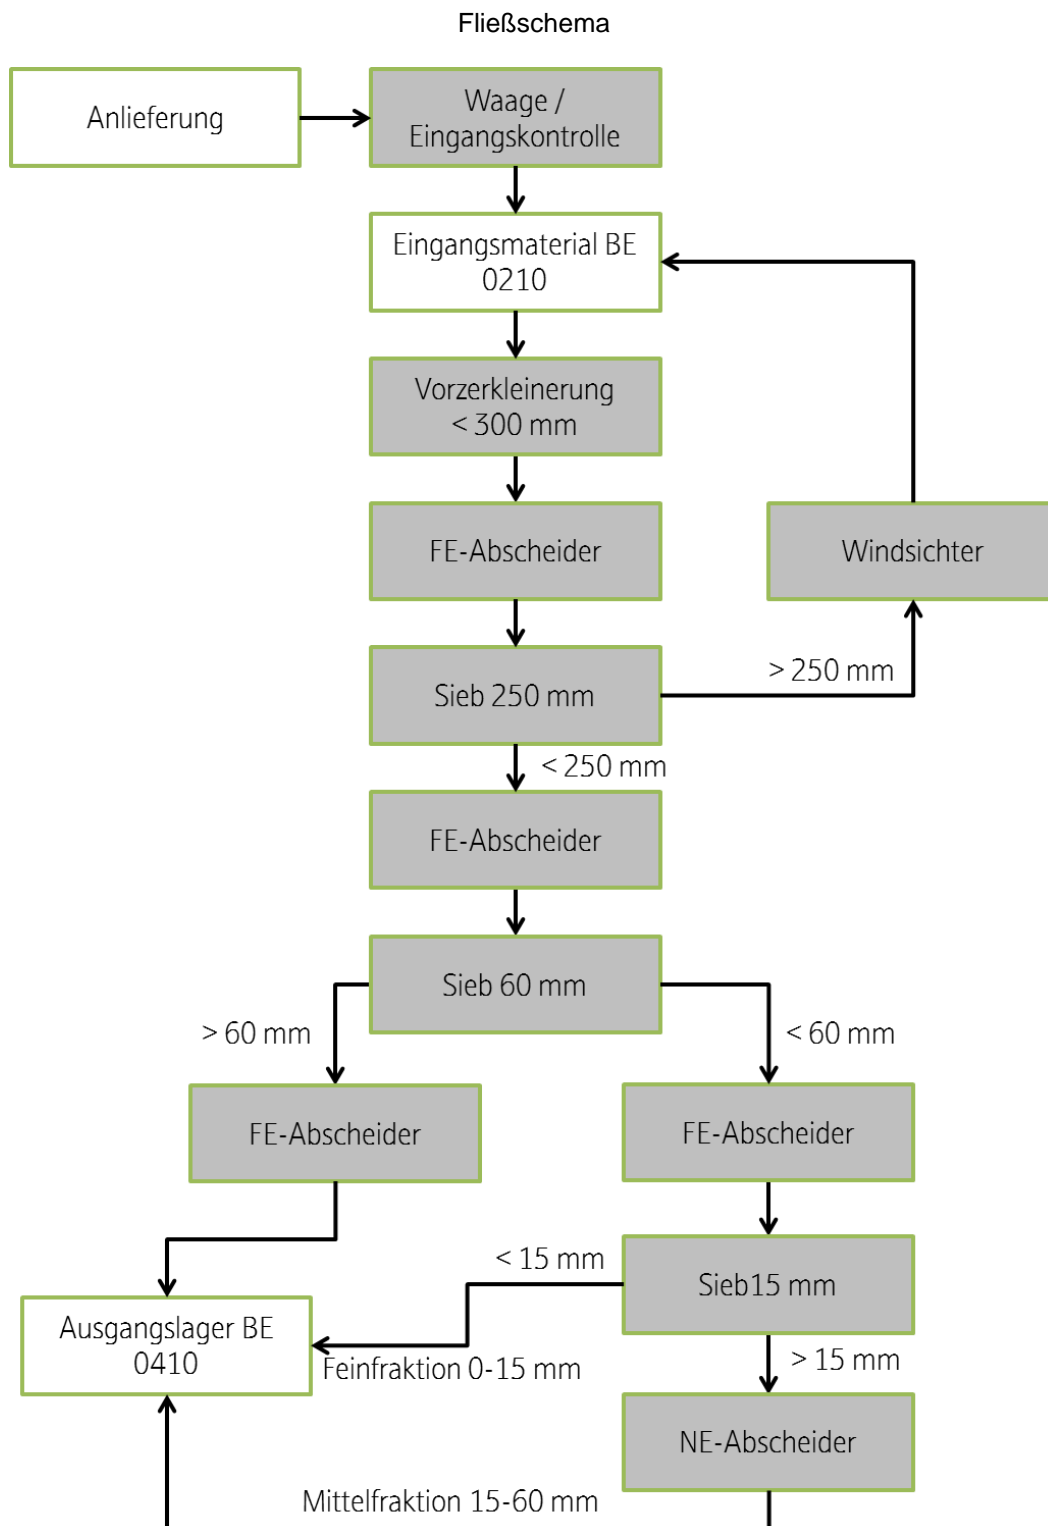 Fließschema
Anlieferung
Waage /
Eingangskontrolle
Eingangsmaterial BE
0210
Vorzerkleinerung
< 300 mm
FE-Abscheider
Windsichter
> 250 mm
Sieb 250 mm
< 250 mm
FE-Abscheider
Sieb 60 mm
> 60 mm
< 60 mm
FE-Abscheider
FE-Abscheider
< 15 mm
Sieb15 mm
Ausgangslager BE
0410
Feinfraktion 0-15 mm
> 15 mm
NE-Abscheider
Mittelfraktion 15-60 mm